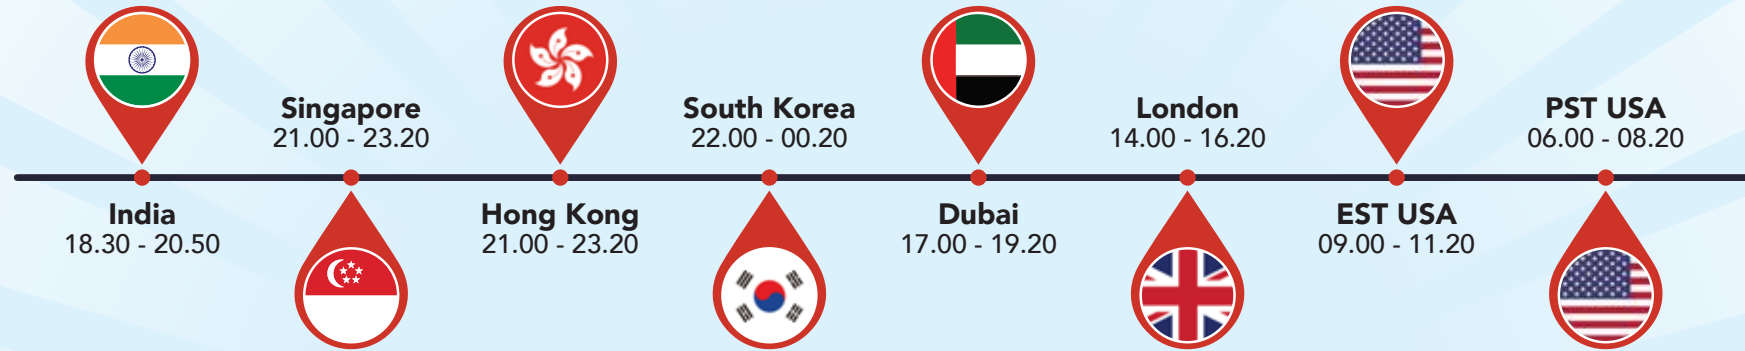 India
18.30 - 20.50
Singapore
21.00 - 23.20
Hong Kong
21.00 - 23.20
South Korea
22.00 - 00.20
Dubai
17.00 - 19.20
London
14.00 - 16.20
EST USA
09.00 - 11.20
PST USA
06.00 - 08.20